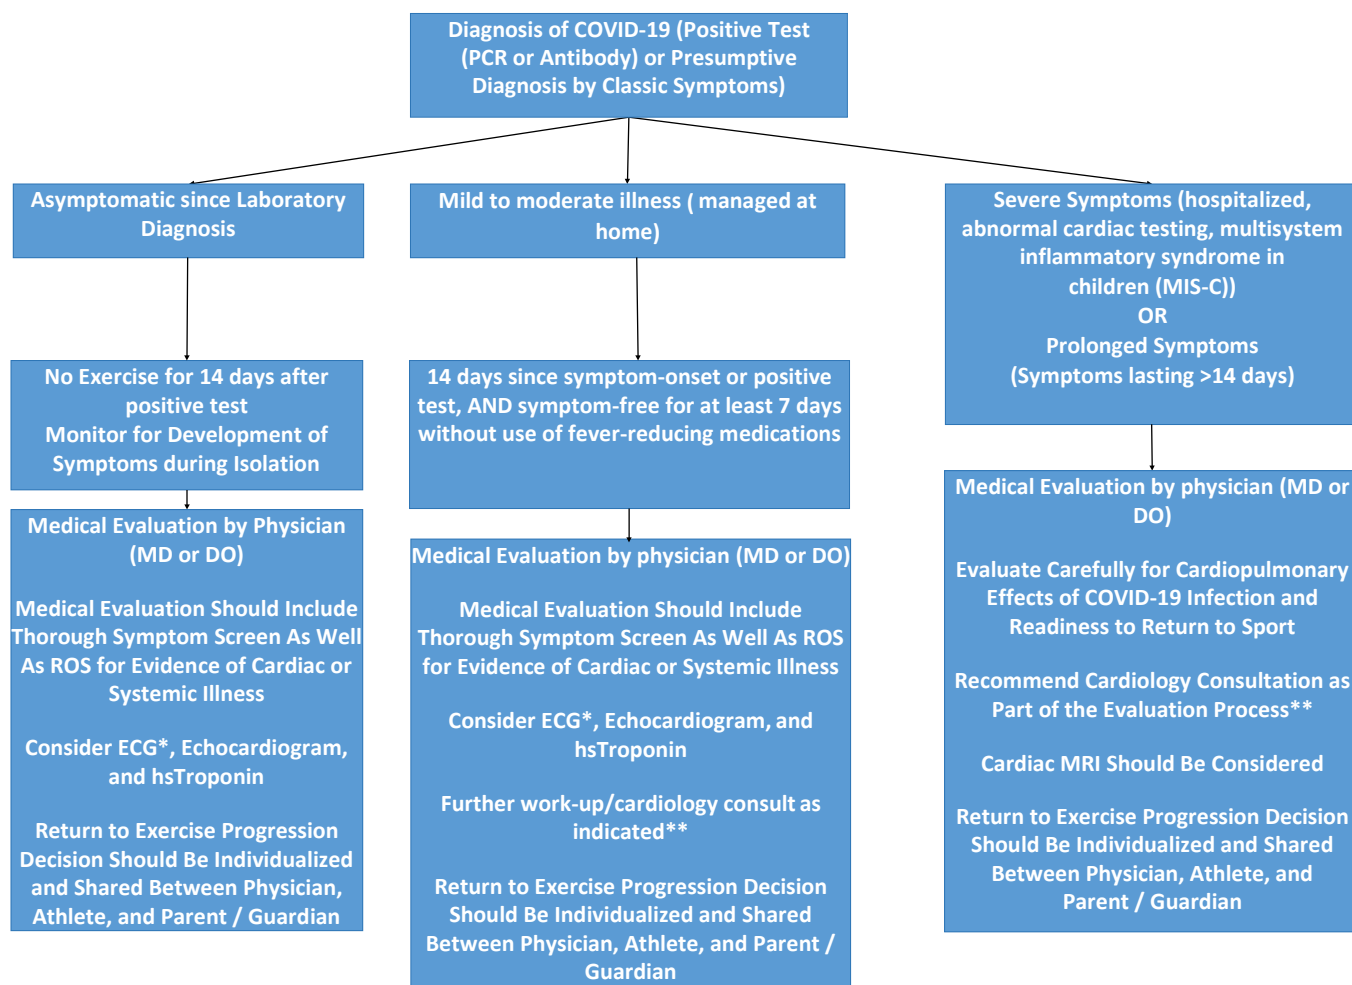 Diagnosis of COVID-19 (Positive Test
(PCR or Antibody) or Presumptive
Diagnosis by Classic Symptoms)
Asymptomatic since Laboratory
Diagnosis
No Exercise for 14 days after
positive test
Monitor for Development of
Symptoms during Isolation
Medical Evaluation by Physician
(MD or DO)
Medical Evaluation Should Include
Thorough Symptom Screen As Well
As ROS for Evidence of Cardiac or
Systemic Illness
Consider ECG*, Echocardiogram,
and hsTroponin
Return to Exercise Progression
Decision Should Be Individualized
and Shared Between Physician,
Athlete, and Parent / Guardian
Mild to moderate illness ( managed at
home)
14 days since symptom-onset or positive
test, AND symptom-free for at least 7 days
without use of fever-reducing medications
Medical Evaluation by physician (MD or DO)
Medical Evaluation Should Include
Thorough Symptom Screen As Well As ROS
for Evidence of Cardiac or Systemic Illness
Consider ECG*, Echocardiogram, and
hsTroponin
Further work-up/cardiology consult as
indicated**
Return to Exercise Progression Decision
Should Be Individualized and Shared
Between Physician, Athlete, and Parent /
Guardian
Severe Symptoms (hospitalized,
abnormal cardiac testing, multisystem
inflammatory syndrome in
children (MIS-C))
OR
Prolonged Symptoms
(Symptoms lasting >14 days)
Medical Evaluation by physician (MD or
DO)
Evaluate Carefully for Cardiopulmonary
Effects of COVID-19 Infection and
Readiness to Return to Sport
Recommend Cardiology Consultation as
Part of the Evaluation Process**
Cardiac MRI Should Be Considered
Return to Exercise Progression Decision
Should Be Individualized and Shared
Between Physician, Athlete, and
Parent / Guardian